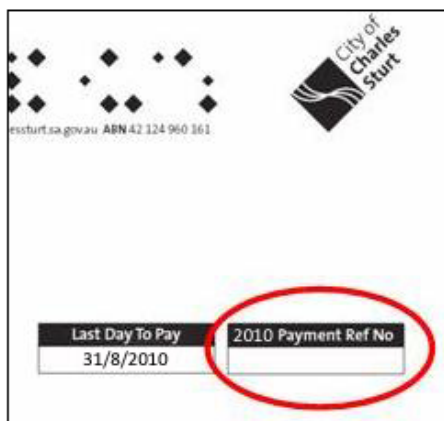 City of
Charles
Sturt
essturt.sa.gov.au ABN 42 124 960 161
Last Day To Pay
2010 Payment Ref No
31/8/2010